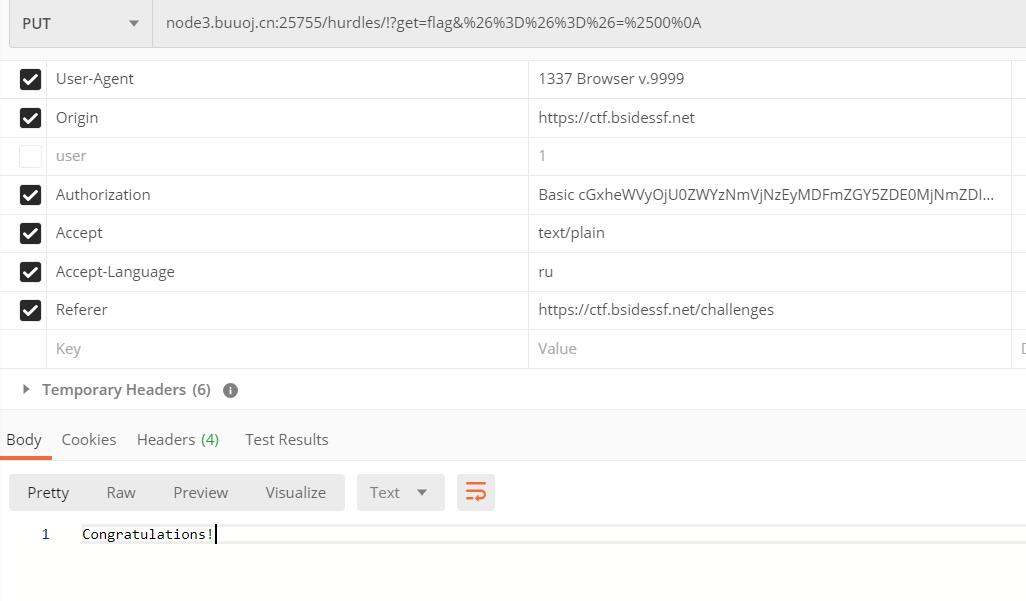 PUT node3.buuoj.cn:25755/hurdles/!?get=flag&%26%3D%26%3D%26=%2500%0A
User-Agent 1337 Browser v.9999
Origin https://ctf.bsidessf.net
user 1
Authorization Basic cGxheWVyOjU0ZWYzNmVjNzEyMDFmZGY5ZDE0MjNmZDI...
Accept text/plain
Accept-Language ru
Referer https://ctf.bsidessf.net/challenges
Key Value
Temporary Headers (6)
Body Cookies Headers (4) Test Results
Pretty Raw Preview Visualize Text
1 Congratulations!